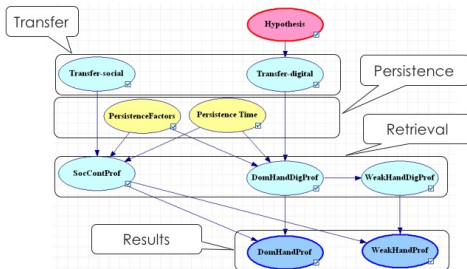 Transfer
Hypothesis
Transfer-social
Transfer-digital
Persistence
PersistenceFactors
Persistence Time
Retrieval
SocContProf
DomHandDigProf
WeakHandDigProf
Results
DomHandProf
WeakHandProf